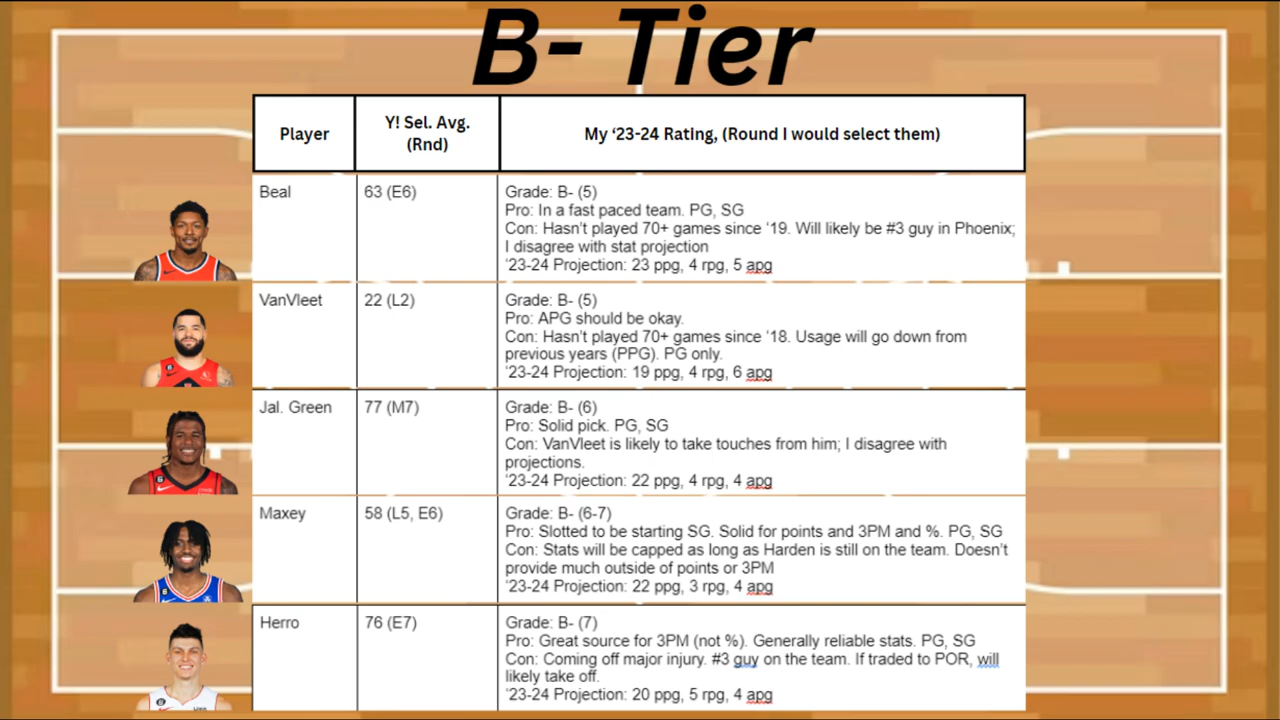 B- Tier
Player
Y! Sel. Avg.
(Rnd)
My ‘23-24 Rating, (Round I would select them)
Beal
63 (E6)
Grade: B- (5)
Pro: In a fast paced team. PG, SG
Con: Hasn’t played 70+ games since ‘19. Will likely be #3 guy in Phoenix;
I disagree with stat projection
‘23-24 Projection: 23 ppg, 4 rpg, 5 apg
VanVleet
22 (L2)
Grade: B- (5)
Pro: APG should be okay.
Con: Hasn’t played 70+ games since ‘18. Usage will go down from
previous years (PPG). PG only.
‘23-24 Projection: 19 ppg, 4 rpg, 6 apg
Jal. Green
77 (M7)
Grade: B- (6)
Pro: Solid pick. PG, SG
Con: VanVleet is likely to take touches from him; I disagree with
projections.
‘23-24 Projection: 22 ppg, 4 rpg, 4 apg
Maxey
58 (L5, E6)
Grade: B- (6-7)
Pro: Slotted to be starting SG. Solid for points and 3PM and %. PG, SG
Con: Stats will be capped as long as Harden is still on the team. Doesn’t
provide much outside of points or 3PM
‘23-24 Projection: 22 ppg, 3 rpg, 4 apg
Herro
76 (E7)
Grade: B- (7)
Pro: Great source for 3PM (not %). Generally reliable stats. PG, SG
Con: Coming off major injury. #3 guy on the team. If traded to POR, will
likely take off.
‘23-24 Projection: 20 ppg, 5 rpg, 4 apg